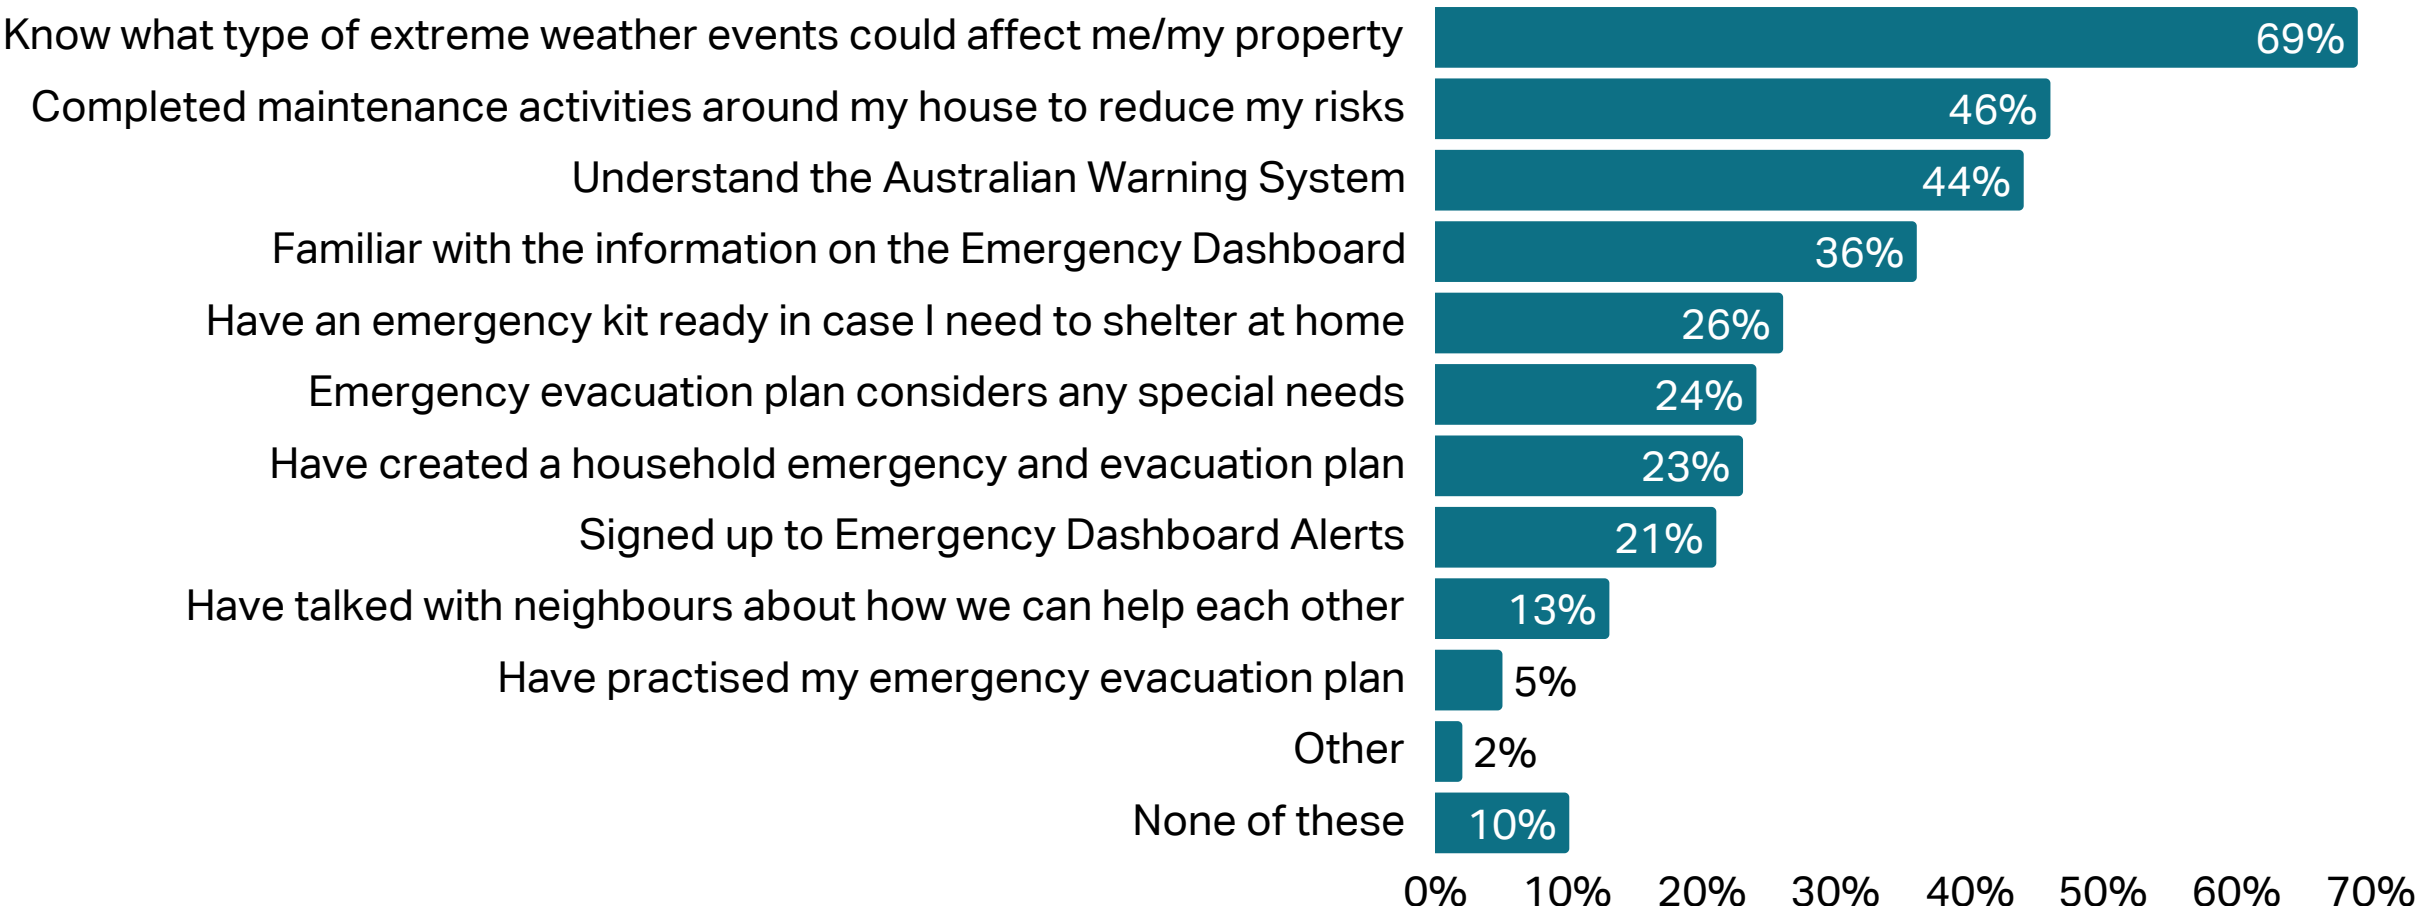 Know what type of extreme weather events could affect me/my property 69%
Completed maintenance activities around my house to reduce my risks 46%
Understand the Australian Warning System 44%
Familiar with the information on the Emergency Dashboard 36%
Have an emergency kit ready in case I need to shelter at home 26%
Emergency evacuation plan considers any special needs 24%
Have created a household emergency and evacuation plan 23%
Signed up to Emergency Dashboard Alerts 21%
Have talked with neighbours about how we can help each other 13%
Have practised my emergency evacuation plan 5%
Other 2%
None of these 10%
0% 10% 20% 30% 40% 50% 60% 70%